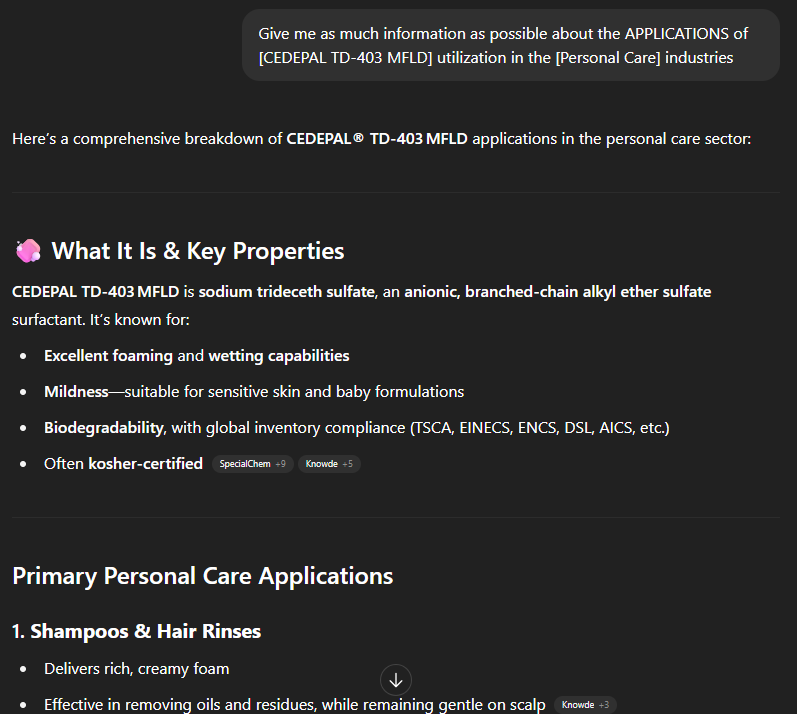 Give me as much information as possible about the APPLICATIONS of
[CEDEPAL TD-403 MFLD] utilization in the [Personal Care] industries
Here's a comprehensive breakdown of CEDEPAL® TD-403 MFLD applications in the personal care sector:
What It Is & Key Properties
CEDEPAL TD-403 MFLD is sodium trideceth sulfate, an anionic, branched-chain alkyl ether sulfate
surfactant. It's known for:
• Excellent foaming and wetting capabilities
• Mildness—suitable for sensitive skin and baby formulations
• Biodegradability, with global inventory compliance (TSCA, EINECS, ENCS, DSL, AICS, etc.)
• Often kosher-certified SpecialChem +9 Knowde +5
Primary Personal Care Applications
1. Shampoos & Hair Rinses
• Delivers rich, creamy foam
• Effective in removing oils and residues, while remaining gentle on scalp Knowde +3